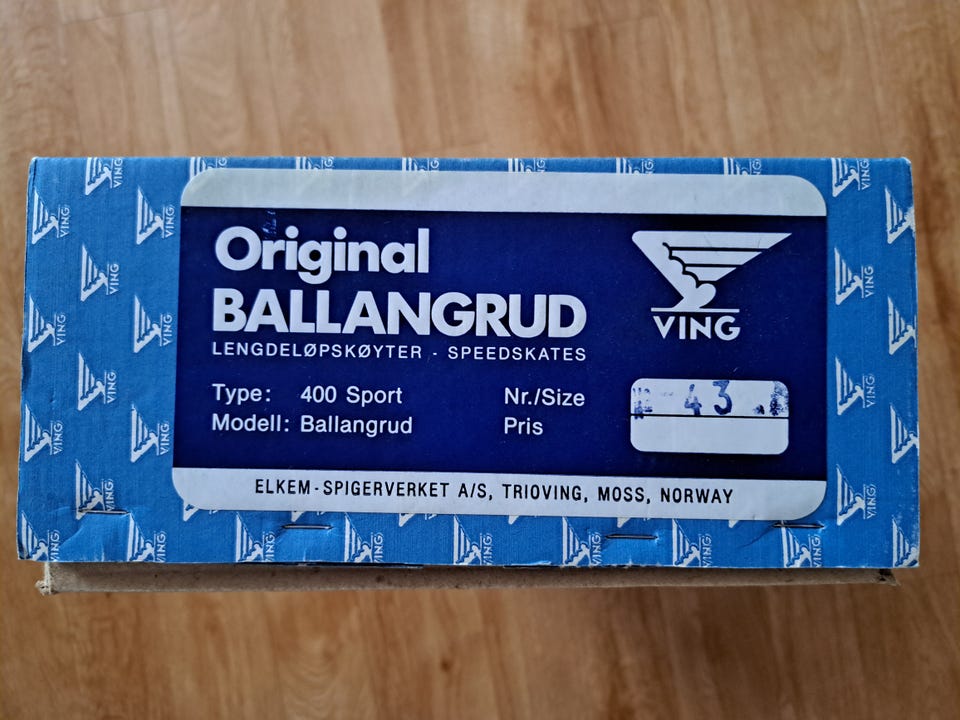 Original
BALLANGRUD
LENGDELØPSKØYTER - SPEEDSKATES
VING
Type: 400 Sport
Nr./Size
43
Modell: Ballangrud
Pris
ELKEM-SPIGERVERKET A/S, TRIOVING, MOSS, NORWAY